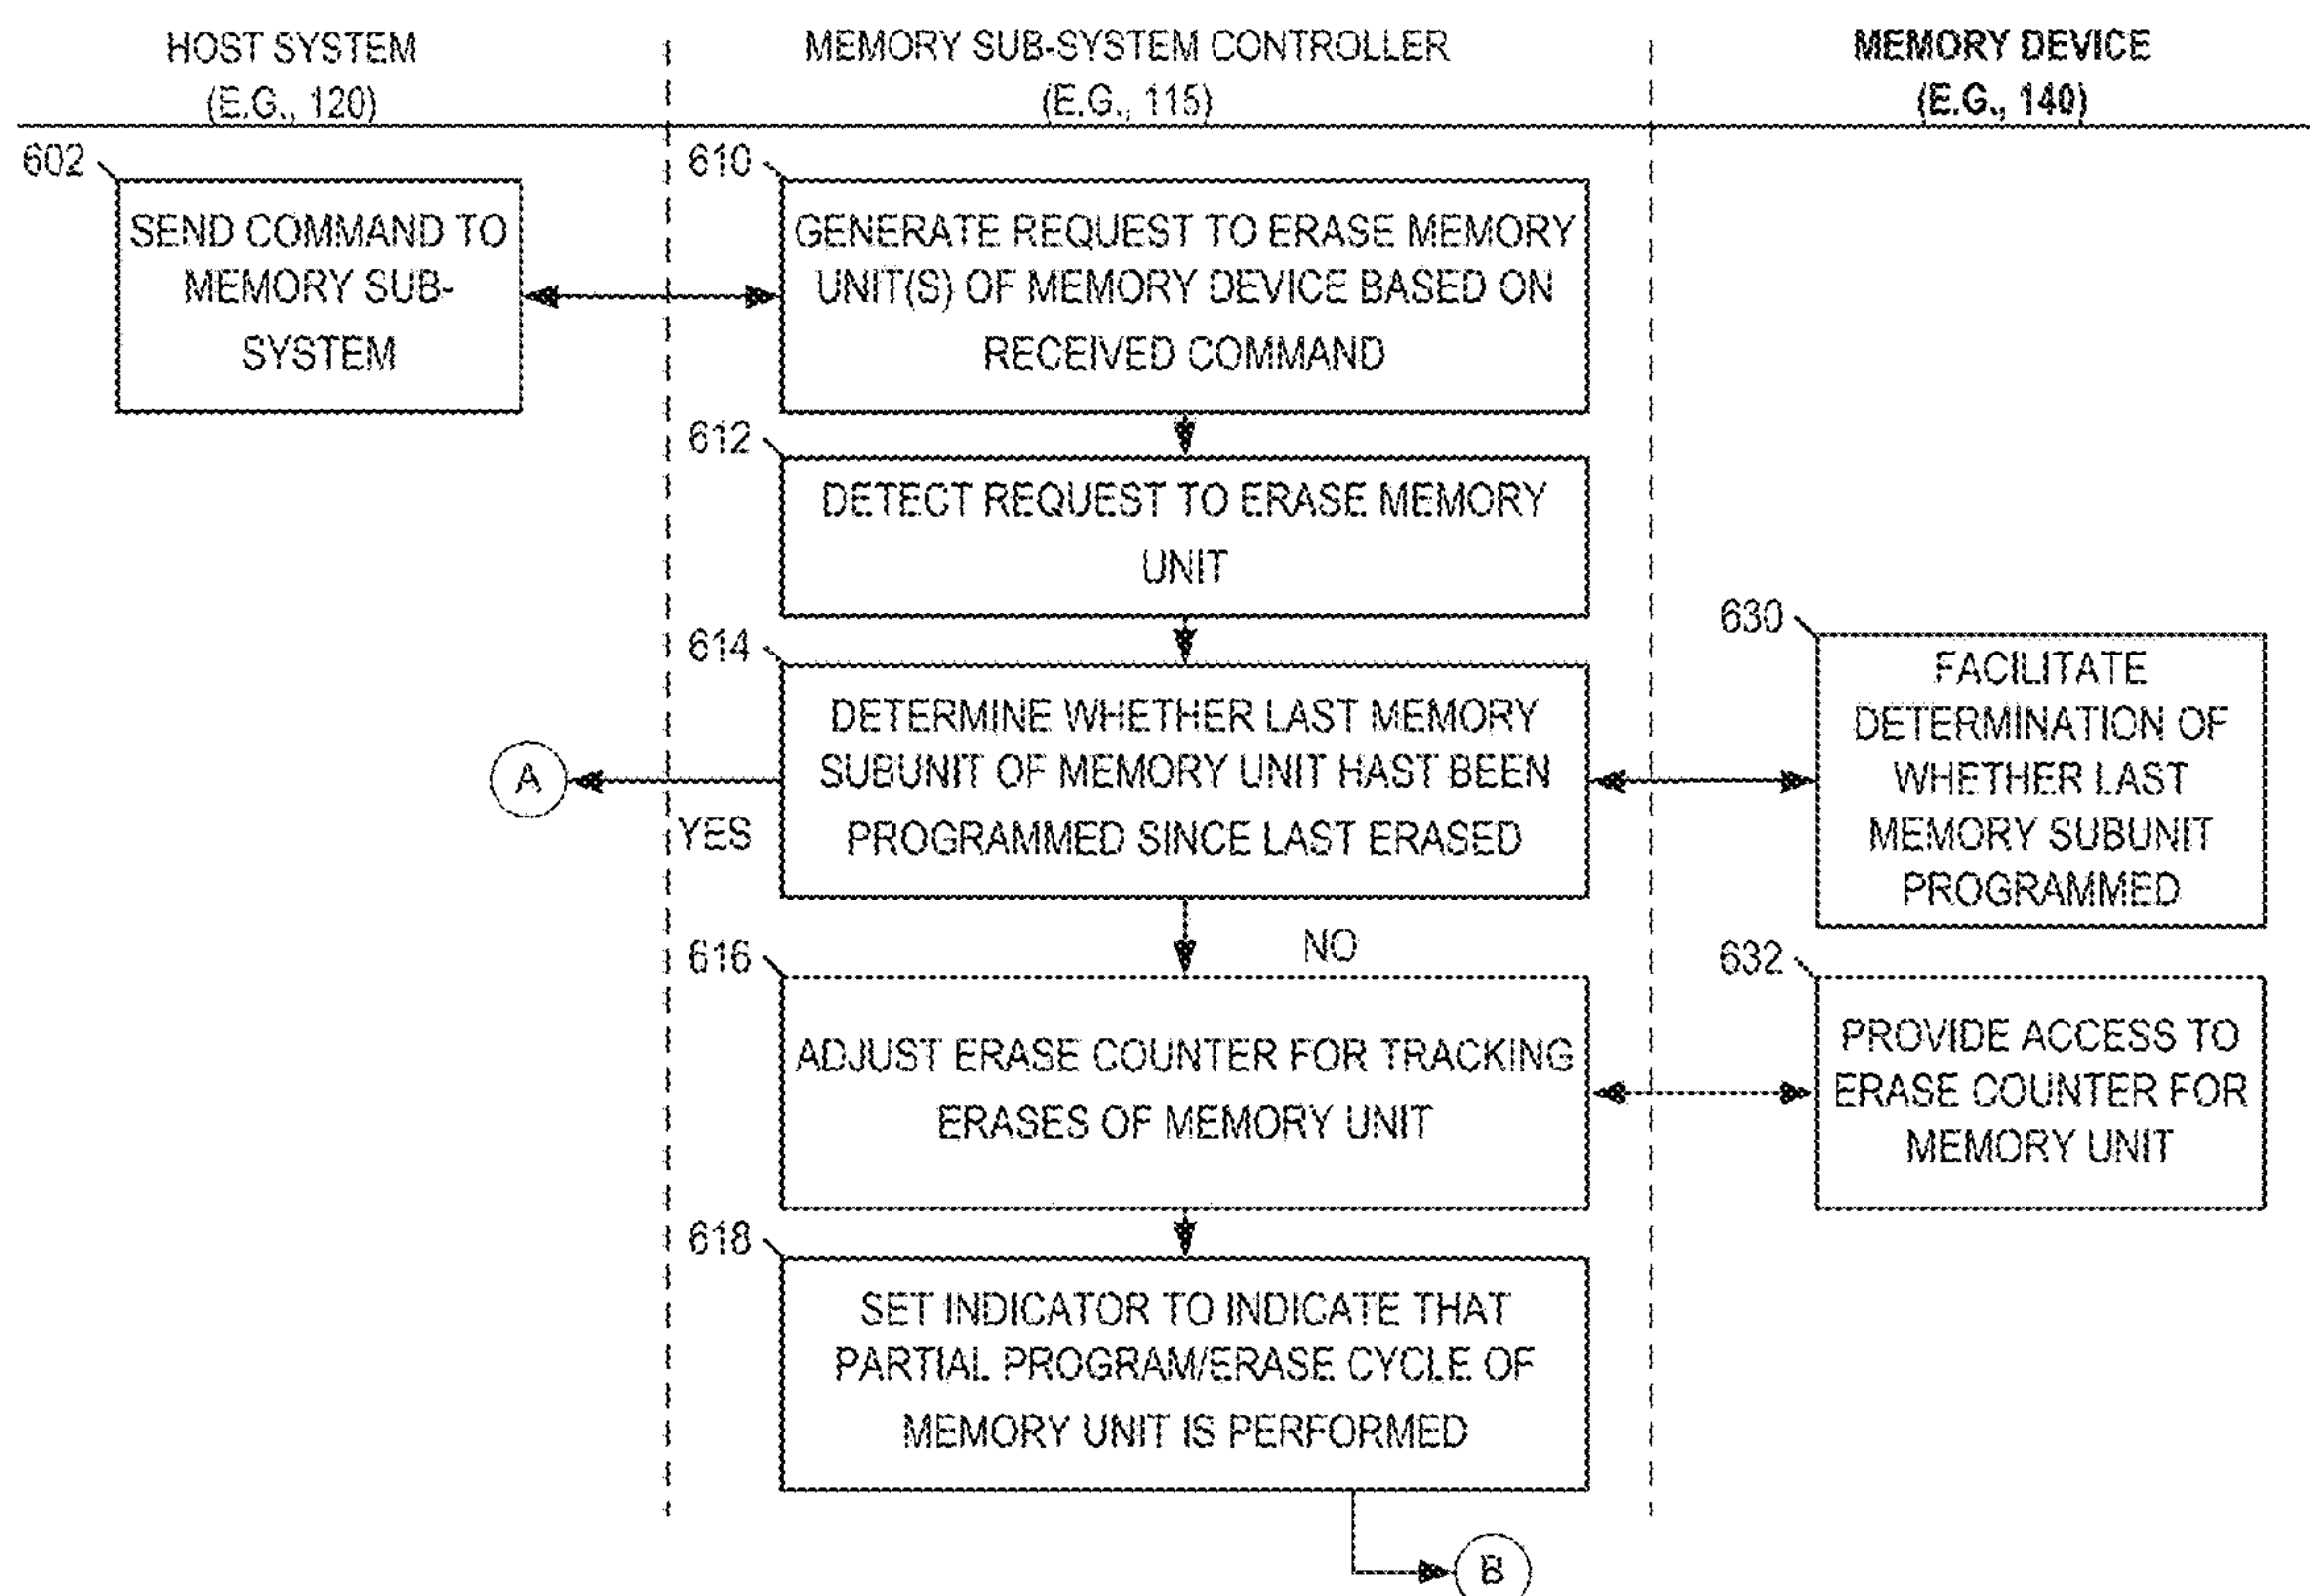 HOST SYSTEM
(E.G., 120)
MEMORY SUB-SYSTEM CONTROLLER
(E.G., 115)
MEMORY DEVICE
(E.G., 140)
602
SEND COMMAND TO
MEMORY SUB-
SYSTEM
610
GENERATE REQUEST TO ERASE MEMORY
UNIT(S) OF MEMORY DEVICE BASED ON
RECEIVED COMMAND
612
DETECT REQUEST TO ERASE MEMORY
UNIT
614
DETERMINE WHETHER LAST MEMORY
SUBUNIT OF MEMORY UNIT HAST BEEN
PROGRAMMED SINCE LAST ERASED
A
YES
NO
630
FACILITATE
DETERMINATION OF
WHETHER LAST
MEMORY SUBUNIT
PROGRAMMED
616
ADJUST ERASE COUNTER FOR TRACKING
ERASES OF MEMORY UNIT
632
PROVIDE ACCESS TO
ERASE COUNTER FOR
MEMORY UNIT
618
SET INDICATOR TO INDICATE THAT
PARTIAL PROGRAM/ERASE CYCLE OF
MEMORY UNIT IS PERFORMED
B